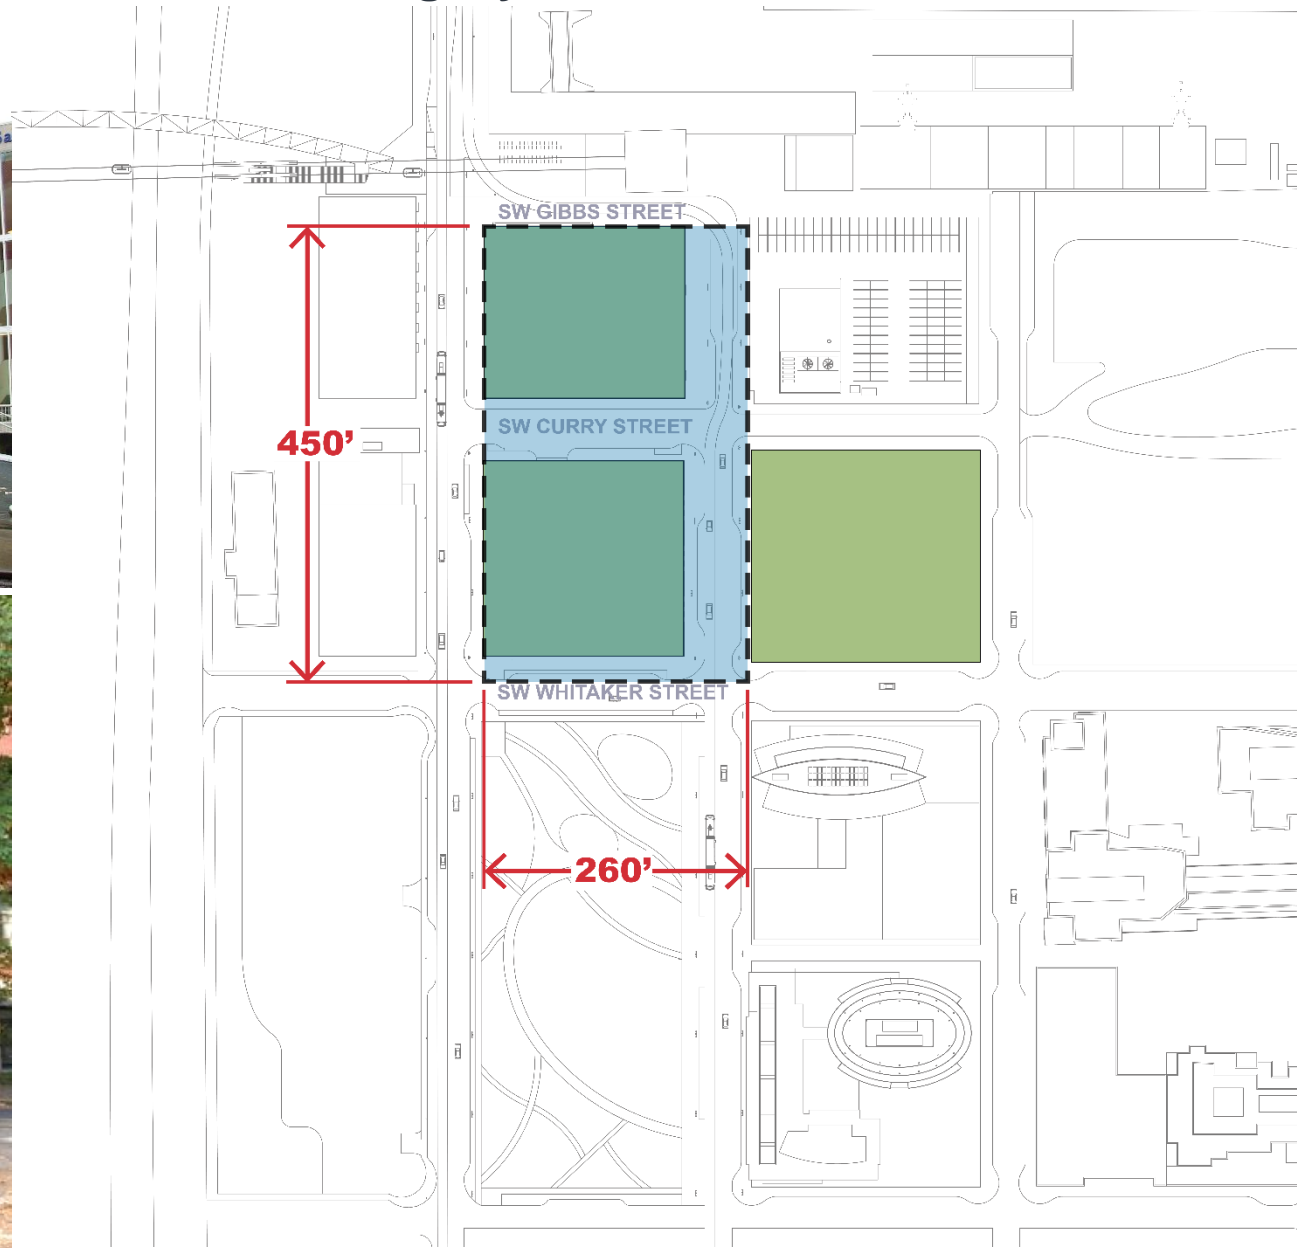 SW GIBBS STREET
SW CURRY STREET
450’
SW WHITAKER STREET
260’